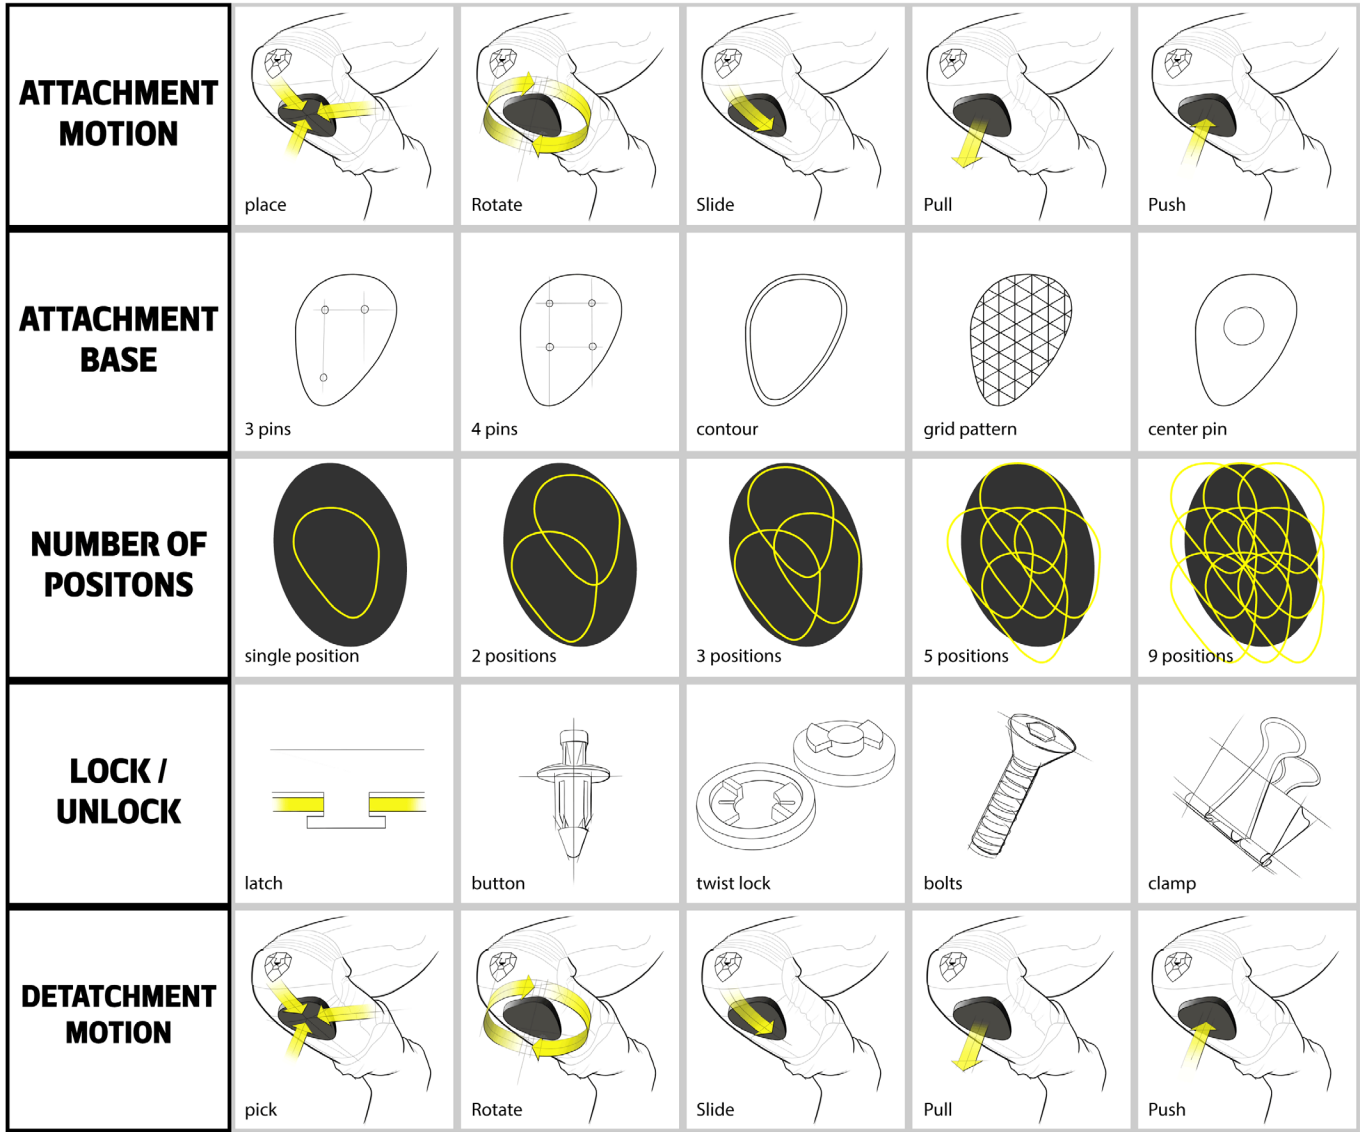 ATTACHMENT
MOTION
place
Rotate
Slide
Pull
Push
ATTACHMENT
BASE
3 pins
4 pins
contour
grid pattern
center pin
NUMBER OF
POSITONS
single position
2 positions
3 positions
5 positions
9 positions
LOCK /
UNLOCK
latch
button
twist lock
bolts
clamp
DETATCHMENT
MOTION
pick
Rotate
Slide
Pull
Push